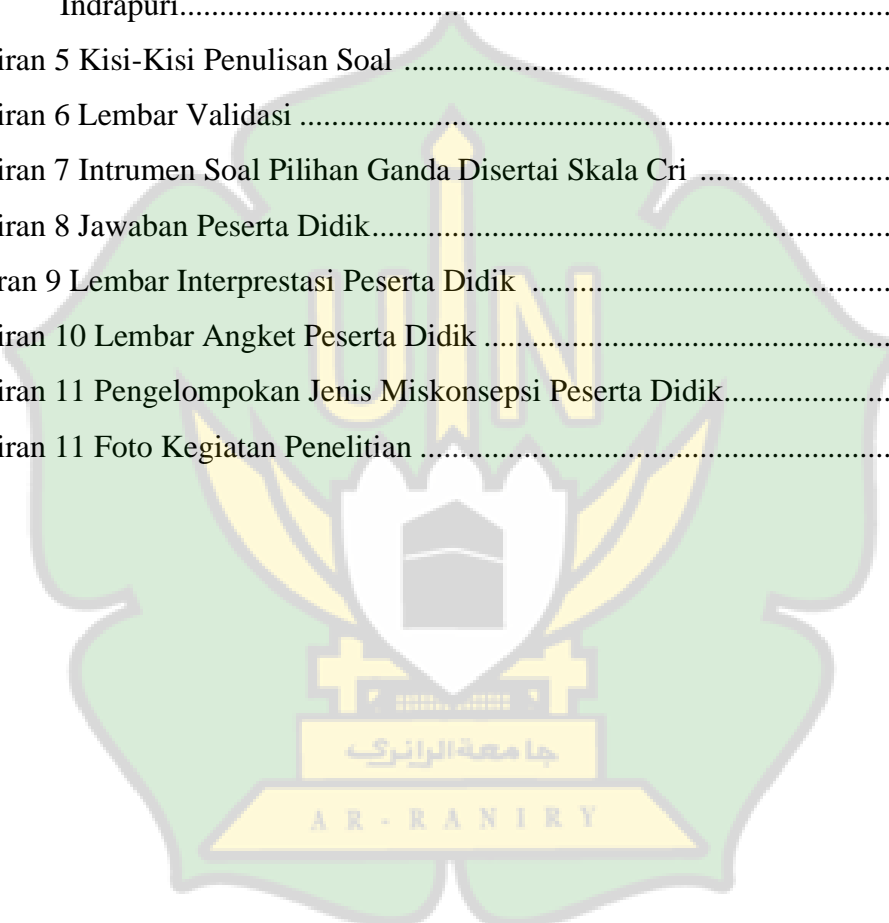 Indrapuri..........................................................................................
iran 5 Kisi-Kisi Penulisan Soal .............................................................
iran 6 Lembar Validasi ..........................................................................
iran 7 Intrumen Soal Pilihan Ganda Disertai Skala Cri ........................
iran 8 Jawaban Peserta Didik.................................................................
ran 9 Lembar Interprestasi Peserta Didik .............................................
iran 10 Lembar Angket Peserta Didik ...................................................
iran 11 Pengelompokan Jenis Miskonsepsi Peserta Didik.....................
iran 11 Foto Kegiatan Penelitian ...........................................................
UIN
جامعة الرانري
AR-RANIRY